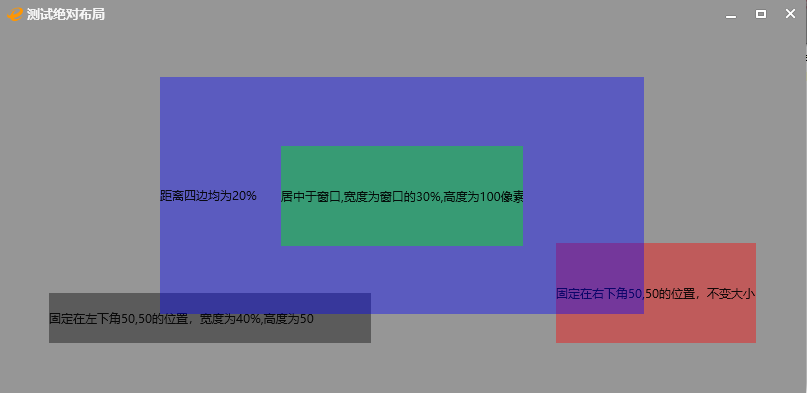 测试绝对布局
距离四边均为20%
居中于窗口,宽度为窗口的30%,高度为100像素
固定在右下角50,50的位置，不变大小
固定在左下角50,50的位置，宽度为40%,高度为50